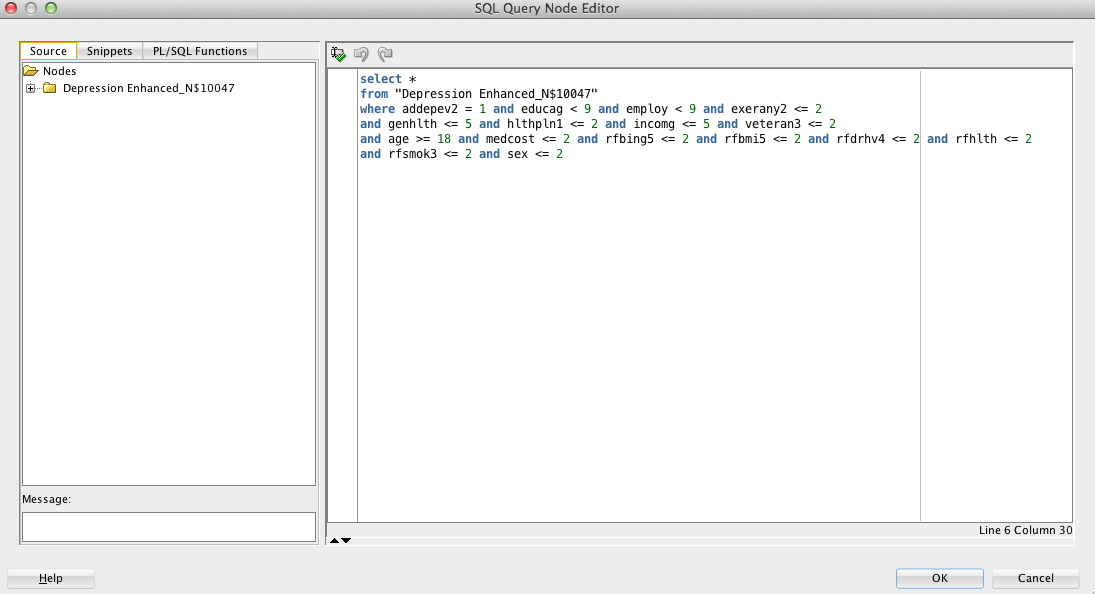 SQL Query Node Editor
Source Snippets PL/SQL Functions
Nodes
Depression Enhanced_N$10047
select *
from "Depression Enhanced_N$10047"
where addepev2 = 1 and educag < 9 and employ < 9 and exerany2 <= 2
and genhlth <= 5 and hlthpln1 <= 2 and incomg <= 5 and veteran3 <= 2
and age >= 18 and medcost <= 2 and rfbing5 <= 2 and rfbmi5 <= 2 and rfdrhv4 <= 2 and rfhlth <= 2
and rfsmok3 <= 2 and sex <= 2
Message:
Line 6 Column 30
Help OK Cancel